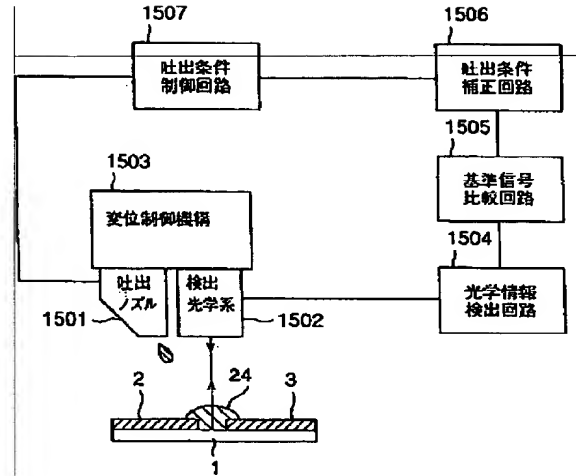 1507
吐出条件
制御回路
1506
吐出条件
補正回路
1505
基準信号
比較回路
1503
変位制御機構
1504
光学情報
検出回路
吐出
ノズル
1501
検出
光学系
1502
2
24
3
1